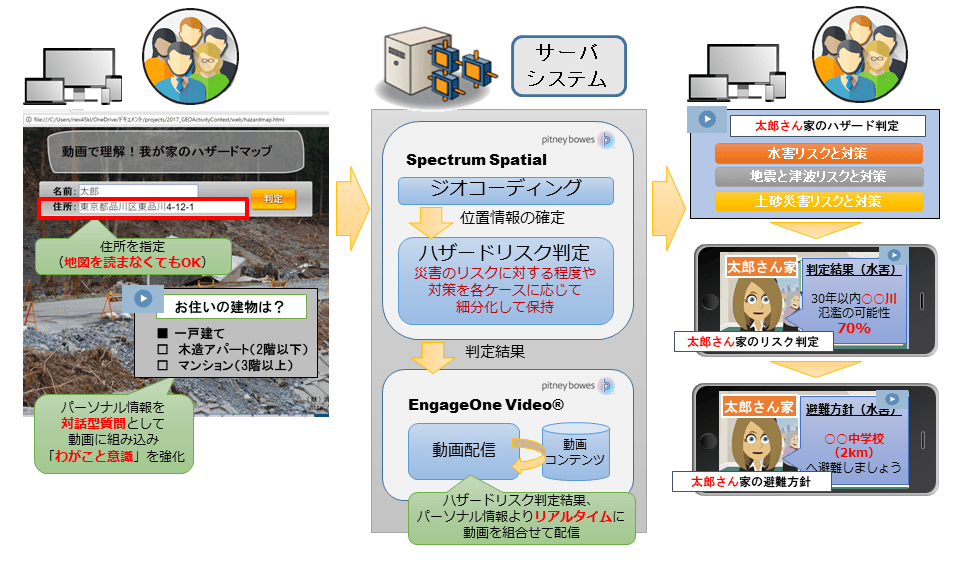 file:///C:/Users/nex45kl/OneDrive/ドキュメント/projects/2017_GEOActivityContest/web/hazardmap.html
動画で理解！我が家のハザードマップ
名前：太郎
住所：東京都品川区東品川4-12-1
判定
住所を指定
（地図を読まなくてもOK）
お住いの建物は？
■ 一戸建て
□ 木造アパート（2階以下）
□ マンション（3階以上）
パーソナル情報を
対話型質問として
動画に組み込み
「わがこと意識」を強化
サーバ
システム
pitney bowes
Spectrum Spatial
ジオコーディング
位置情報の確定
ハザードリスク判定
災害のリスクに対する程度や
対策を各ケースに応じて
細分化して保持
判定結果
pitney bowes
EngageOne Video®
動画配信
動画
コンテンツ
ハザードリスク判定結果、
パーソナル情報よりリアルタイムに
動画を組合せて配信
太郎さん家のハザード判定
水害リスクと対策
地震と津波リスクと対策
土砂災害リスクと対策
太郎さん家
判定結果（水害）
30年以内○○川
氾濫の可能性
70%
太郎さん家のリスク判定
太郎さん家
避難方針（水害）
○○中学校
（2km）
へ避難しましょう
太郎さん家の避難方針